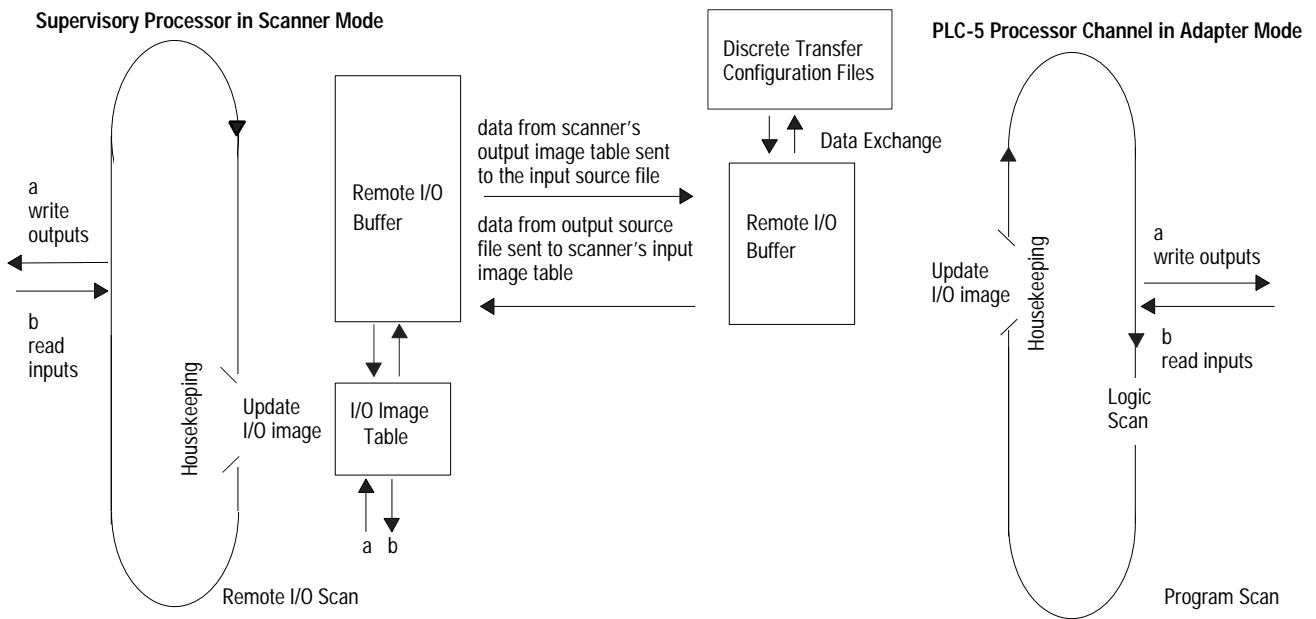 Supervisory Processor in Scanner Mode
a
write
outputs
b
read
inputs
Housekeeping
Update
I/O image
Remote I/O Scan
Remote I/O
Buffer
I/O Image
Table
a b
data from scanner's
output image table sent
to the input source file
data from output source
file sent to scanner's input
image table
Discrete Transfer
Configuration Files
Data Exchange
Remote I/O
Buffer
PLC-5 Processor Channel in Adapter Mode
Update
I/O image
Housekeeping
a
write outputs
b
read inputs
Logic
Scan
Program Scan